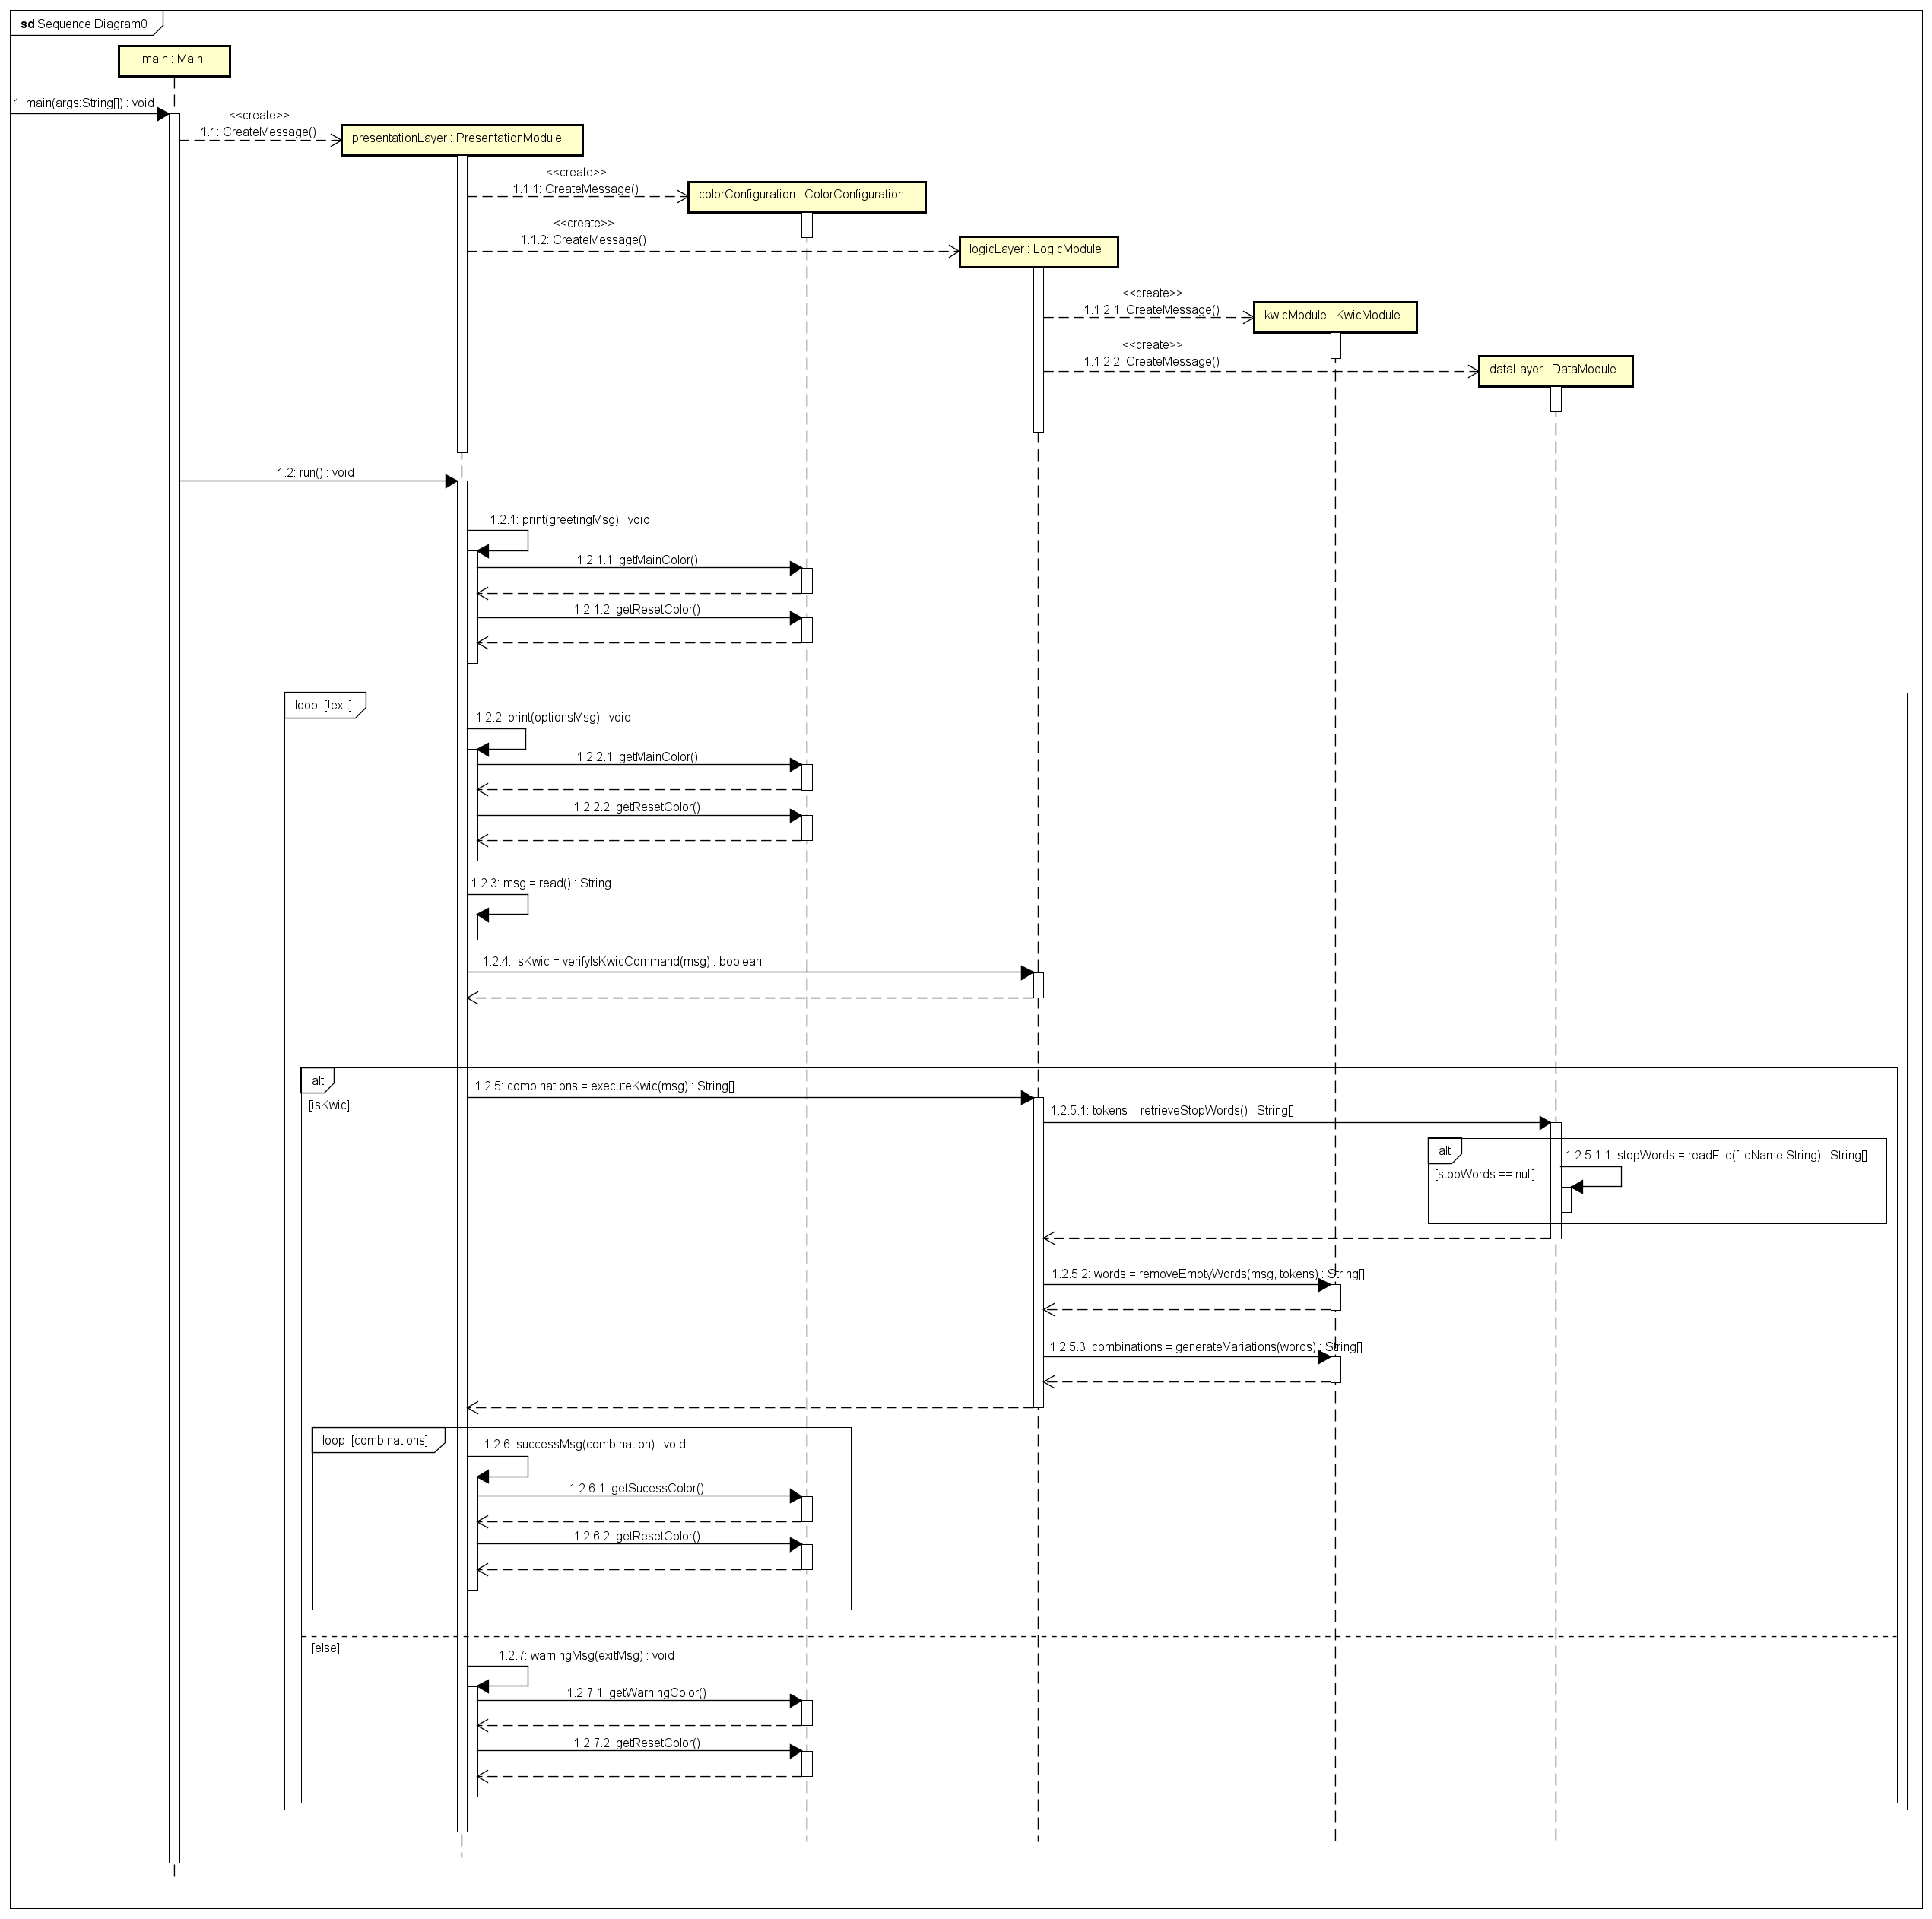 sd Sequence Diagram0
main : Main
1: main(args:String[]) : void
<<create>>
1.1: CreateMessage()
presentationLayer : PresentationModule
<<create>>
1.1.1: CreateMessage()
colorConfiguration : ColorConfiguration
<<create>>
1.1.2: CreateMessage()
logicLayer : LogicModule
<<create>>
1.1.2.1: CreateMessage()
kwicModule : KwicModule
<<create>>
1.1.2.2: CreateMessage()
dataLayer : DataModule
1.2: run() : void
1.2.1: print(greetingMsg) : void
1.2.1.1: getMainColor()
1.2.1.2: getResetColor()
loop [!exit]
1.2.2: print(optionsMsg) : void
1.2.2.1: getMainColor()
1.2.2.2: getResetColor()
1.2.3: msg = read() : String
1.2.4: isKwic = verifyIsKwicCommand(msg) : boolean
alt
[isKwic]
1.2.5: combinations = executeKwic(msg) : String[]
1.2.5.1: tokens = retrieveStopWords() : String[]
alt
[stopWords == null]
1.2.5.1.1: stopWords = readFile(fileName:String) : String[]
1.2.5.2: words = removeEmptyWords(msg, tokens) : String[]
1.2.5.3: combinations = generateVariations(words) : String[]
loop [combinations]
1.2.6: successMsg(combination) : void
1.2.6.1: getSucessColor()
1.2.6.2: getResetColor()
[else]
1.2.7: warningMsg(exitMsg) : void
1.2.7.1: getWarningColor()
1.2.7.2: getResetColor()